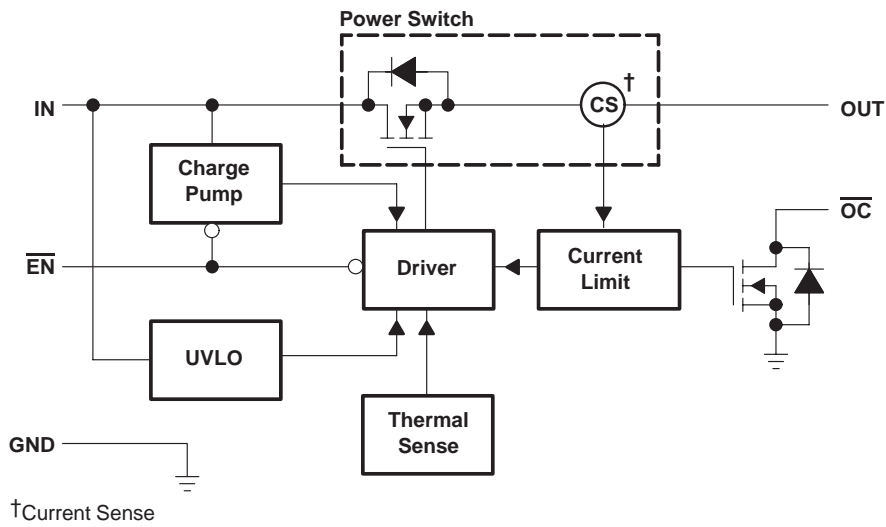 Power Switch
†
IN
CS
OUT
Charge
Pump
OC
EN
Driver
Current
Limit
UVLO
Thermal
Sense
GND
†Current Sense